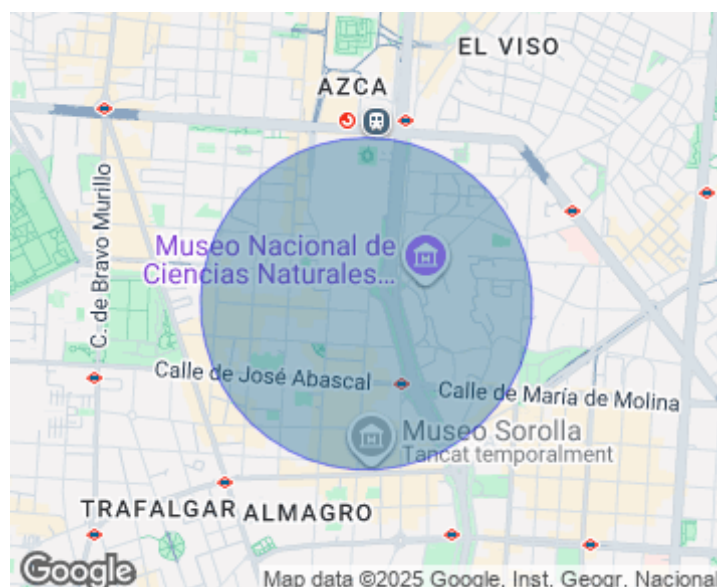 EL VISO
AZCA
C. de Bravo Murillo
Museo Nacional de
Ciencias Naturales...
Calle de José Abascal
Calle de María de Molina
Museo Sorolla
Tancat temporalment
TRAFALGAR
ALMAGRO
Google
Map data ©2025 Google, Inst. Geogr. Nacional